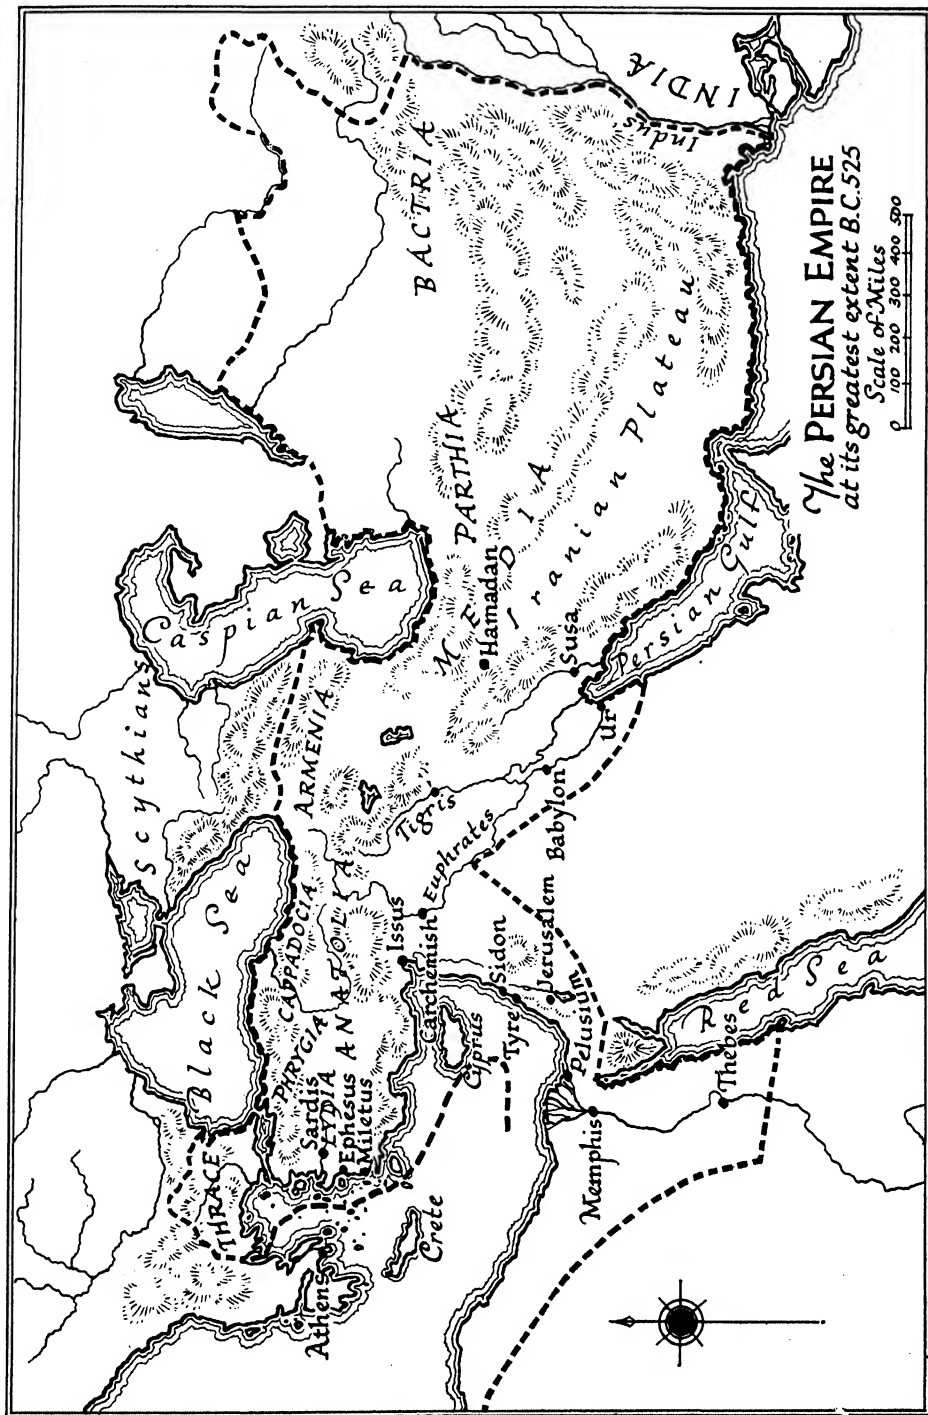 The PERSIAN EMPIRE
at its greatest extent B.C.525
Scale of Miles
0 100 200 300 400 500
Scythians
Caspian Sea
Black Sea
THRACE
ARMENIA
CAPPADOCIA
PHRYGIA
ANATOLIA
Sardis
LYDIA
Ephesus
Miletus
Athens
Crete
Cyprus
Issus
Carchemish
Euphrates
Tigris
Sidon
Tyre
Jerusalem
Babylon
Pelusium
Memphis
Thebes
Red Sea
Ur
Susa
Hamadan
MEDIA
PARTHIA
BACTRIA
Iranian Plateau
Persian Gulf
Indus
INDIA